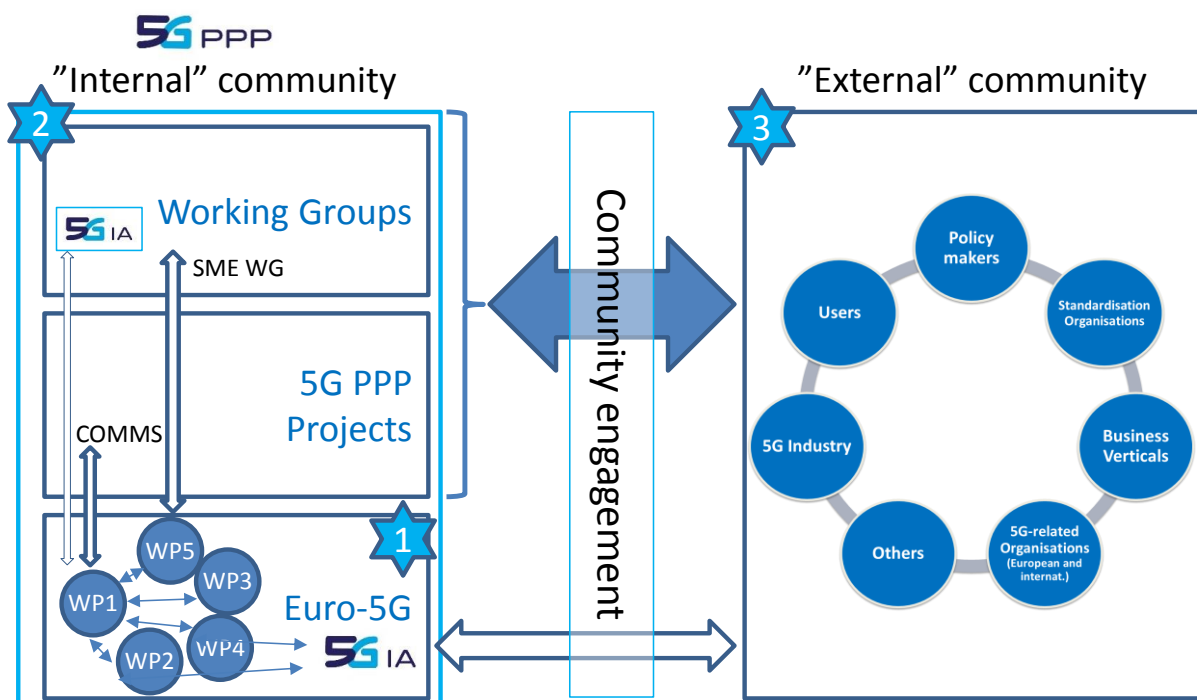 5G PPP
”Internal” community
”External” community
2
3
Working Groups
5G IA
SME WG
5G PPP
Projects
COMMS
1
WP5
WP3
WP1
WP4
WP2
Euro-5G
5G IA
Community engagement
Policy
makers
Standardisation
Organisations
Users
5G Industry
Business
Verticals
Others
5G-related
Organisations
(European and
internat.)